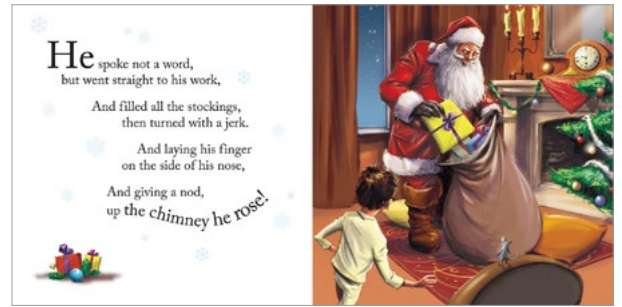 He spoke not a word,
but went straight to his work,
And filled all the stockings,
then turned with a jerk.
And laying his finger
on the side of his nose,
And giving a nod,
up the chimney he rose!